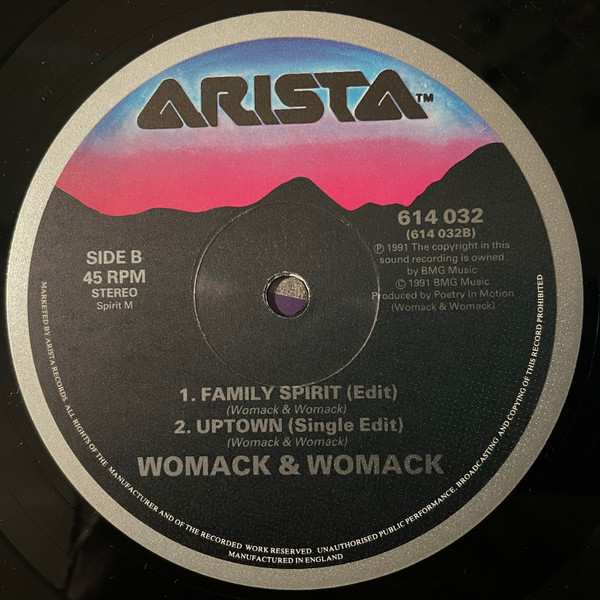 ARISTA™
614 032
(614 032B)
SIDE B
45 RPM
STEREO
Spirit M
℗ 1991 The copyright in this
sound recording is owned
by BMG Music
© 1991 BMG Music
Produced by Poetry in Motion
(Womack & Womack)
1. FAMILY SPIRIT (Edit)
(Womack & Womack)
2. UPTOWN (Single Edit)
(Womack & Womack)
WOMACK & WOMACK
MARKETED BY ARISTA RECORDS. ALL RIGHTS OF THE MANUFACTURER AND OF THE RECORDED WORK RESERVED. UNAUTHORISED PUBLIC PERFORMANCE, BROADCASTING AND COPYING OF THIS RECORD PROHIBITED
MANUFACTURED IN ENGLAND